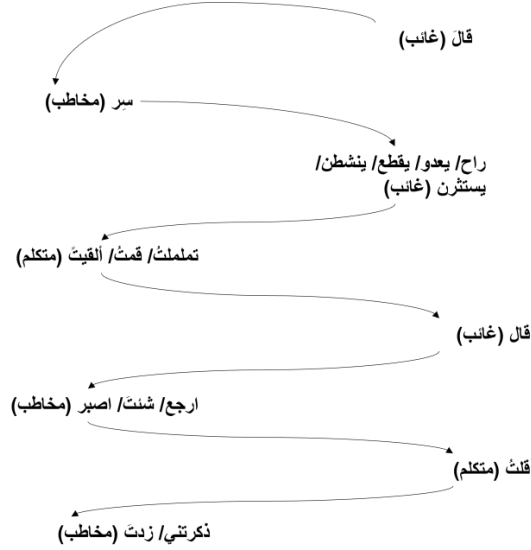 قالَ (غائب)
سِر (مخاطب)
راح/ يعدو/ يقطع/ ينشطن/
يستثرن (غائب)
تململتُ/ قمتُ/ ألقيتُ (متكلم)
قال (غائب)
ارجع/ شئتَ/ اصبر (مخاطب)
قلتُ (متكلم)
ذكرتني/ زدتَ (مخاطب)